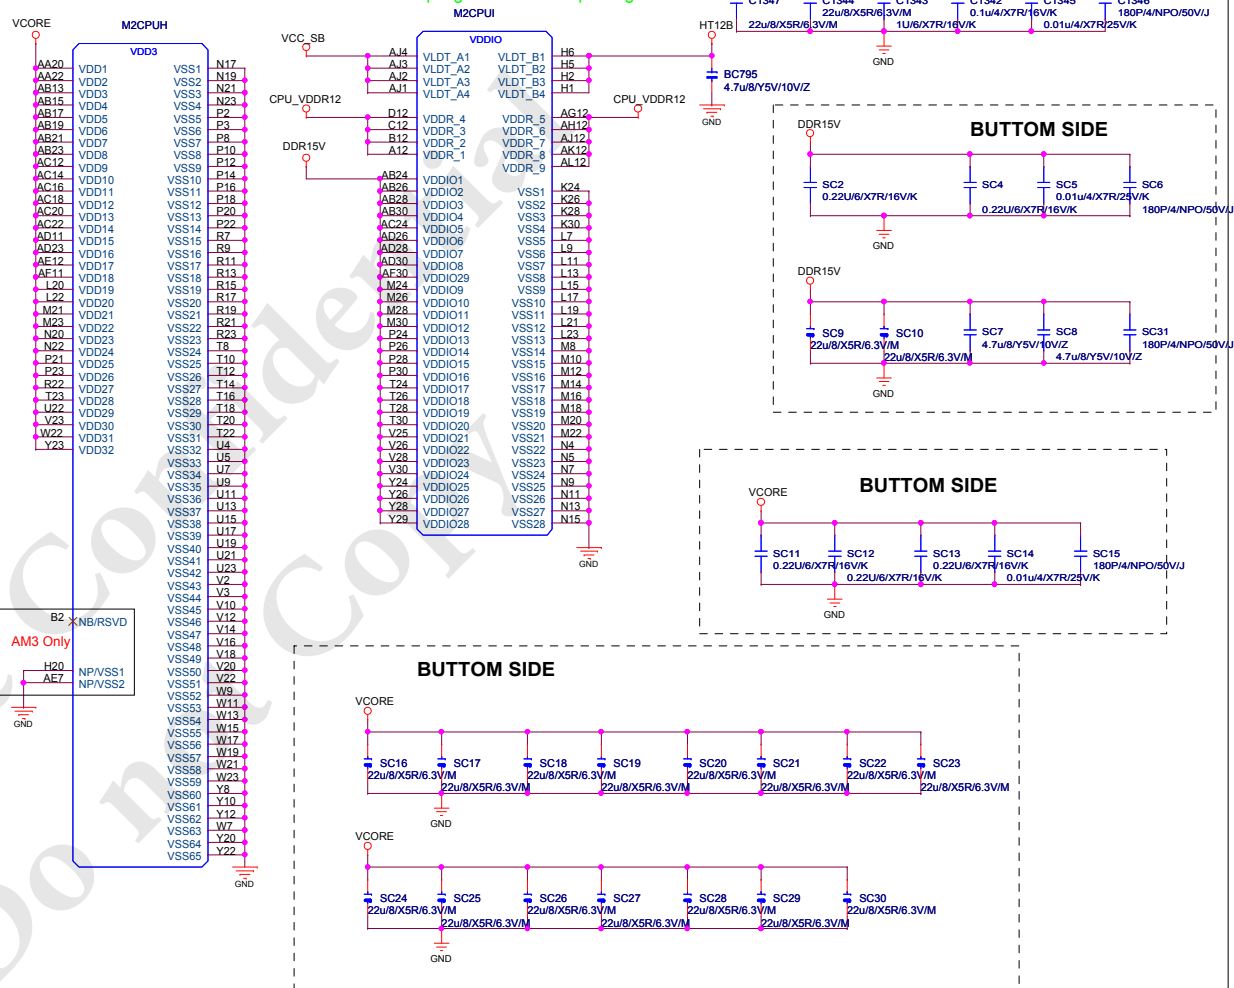 VCORE
M2CPUH
VDD3
AA20 VDD1 VSS1 N17
AA22 VDD2 VSS2 N19
AB13 VDD3 VSS3 N21
AB15 VDD4 VSS4 N23
AB17 VDD5 VSS5 P2
AB19 VDD6 VSS6 P3
AB21 VDD7 VSS7 P8
AB23 VDD8 VSS8 P10
AC12 VDD9 VSS9 P12
AC14 VDD10 VSS10 P14
AC16 VDD11 VSS11 P16
AC18 VDD12 VSS12 P18
AC20 VDD13 VSS13 P20
AC22 VDD14 VSS14 P22
AD11 VDD15 VSS15 R7
AD23 VDD16 VSS16 R9
AE12 VDD17 VSS17 R11
AF11 VDD18 VSS18 R13
L20 VDD19 VSS19 R15
L22 VDD20 VSS20 R17
M21 VDD21 VSS21 R19
M23 VDD22 VSS22 R21
N20 VDD23 VSS23 R23
N22 VDD24 VSS24 T8
P21 VDD25 VSS25 T10
P23 VDD26 VSS26 T12
R22 VDD27 VSS27 T14
T23 VDD28 VSS28 T16
U22 VDD29 VSS29 T18
V23 VDD30 VSS30 T20
W22 VDD31 VSS31 T22
Y23 VDD32 VSS32 U4
VSS33 U5
VSS34 U7
VSS35 U9
VSS36 U11
VSS37 U13
VSS38 U15
VSS39 U17
VSS40 U19
VSS41 U21
VSS42 U23
VSS43 V2
VSS44 V3
VSS45 V10
B2 NB/RSVD VSS46 V12
VSS47 V14
AM3 Only VSS48 V16
VSS49 V18
H20 NP/VSS1 VSS50 V20
AE7 NP/VSS2 VSS51 V22
VSS52 W9
VSS53 W11
GND VSS54 W13
VSS55 W15
VSS56 W17
VSS57 W19
VSS58 W21
VSS59 W23
VSS60 Y8
VSS61 Y10
VSS62 Y12
VSS63 W7
VSS64 Y20
VSS65 Y22
GND
M2CPUI
VDDIO
VCC_SB
AJ4 VLDT_A1 VLDT_B1 H6
AJ3 VLDT_A2 VLDT_B2 H5
AJ2 VLDT_A3 VLDT_B3 H2
AJ1 VLDT_A4 VLDT_B4 H1
CPU_VDDR12 CPU_VDDR12
D12 VDDR_4 VDDR_5 AG12
C12 VDDR_3 VDDR_6 AH12
B12 VDDR_2 VDDR_7 AJ12
A12 VDDR_1 VDDR_8 AK12
VDDR_9 AL12
DDR15V
AB24 VDDIO1
AB26 VDDIO2 VSS1 K24
AB28 VDDIO3 VSS2 K26
AB30 VDDIO4 VSS3 K28
AC24 VDDIO5 VSS4 K30
AD26 VDDIO6 VSS5 L7
AD28 VDDIO7 VSS6 L9
AD30 VDDIO8 VSS7 L11
AF30 VDDIO29 VSS8 L13
M24 VDDIO9 VSS9 L15
M26 VDDIO10 VSS10 L17
M28 VDDIO11 VSS11 L19
M30 VDDIO12 VSS12 L21
P24 VDDIO13 VSS13 L23
P26 VDDIO14 VSS14 M8
P28 VDDIO15 VSS15 M10
P30 VDDIO16 VSS16 M12
T24 VDDIO17 VSS17 M14
T26 VDDIO18 VSS18 M16
T28 VDDIO19 VSS19 M18
T30 VDDIO20 VSS20 M20
V25 VDDIO21 VSS21 M22
V26 VDDIO22 VSS22 N4
V28 VDDIO23 VSS23 N5
V30 VDDIO24 VSS24 N7
Y24 VDDIO25 VSS25 N9
Y26 VDDIO26 VSS26 N11
Y28 VDDIO27 VSS27 N13
Y29 VDDIO28 VSS28 N15
GND
HT12B
BC795
4.7u/8/Y5V/10V/Z
GND
C1347 C1344 C1343 C1342 C1345 C1346
22u/8/X5R/6.3V/M 22u/8/X5R/6.3V/M 1U/6/X7R/16V/K 0.1u/4/X7R/16V/K 0.01u/4/X7R/25V/K 180P/4/NPO/50V/J
GND
BUTTOM SIDE
DDR15V
SC2 SC4 SC5 SC6
0.22U/6/X7R/16V/K 0.22U/6/X7R/16V/K 0.01u/4/X7R/25V/K 180P/4/NPO/50V/J
GND
DDR15V
SC9 SC10 SC7 SC8 SC31
22u/8/X5R/6.3V/M 22u/8/X5R/6.3V/M 4.7u/8/Y5V/10V/Z 4.7u/8/Y5V/10V/Z 180P/4/NPO/50V/J
GND
BUTTOM SIDE
VCORE
SC11 SC12 SC13 SC14 SC15
0.22U/6/X7R/16V/K 0.22U/6/X7R/16V/K 0.22U/6/X7R/16V/K 0.01u/4/X7R/25V/K 180P/4/NPO/50V/J
GND
BUTTOM SIDE
VCORE
SC16 SC17 SC18 SC19 SC20 SC21 SC22 SC23
22u/8/X5R/6.3V/M 22u/8/X5R/6.3V/M 22u/8/X5R/6.3V/M 22u/8/X5R/6.3V/M 22u/8/X5R/6.3V/M 22u/8/X5R/6.3V/M 22u/8/X5R/6.3V/M 22u/8/X5R/6.3V/M
GND
VCORE
SC24 SC25 SC26 SC27 SC28 SC29 SC30
22u/8/X5R/6.3V/M 22u/8/X5R/6.3V/M 22u/8/X5R/6.3V/M 22u/8/X5R/6.3V/M 22u/8/X5R/6.3V/M 22u/8/X5R/6.3V/M 22u/8/X5R/6.3V/M
GND
Confidential
Do not Copy